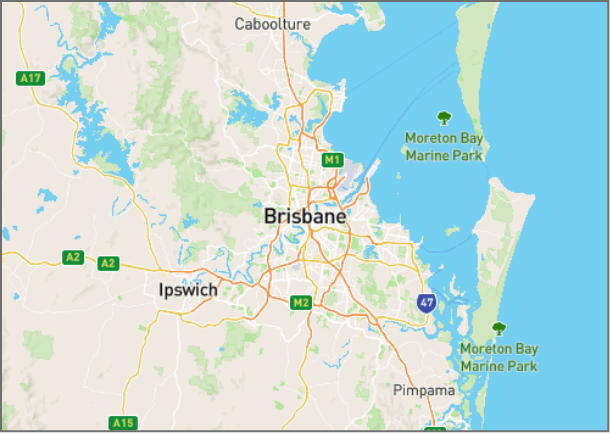 Caboolture
A17
Moreton Bay
Marine Park
M1
Brisbane
A2
A2
Ipswich
M2
47
Moreton Bay
Marine Park
Pimpama
A15